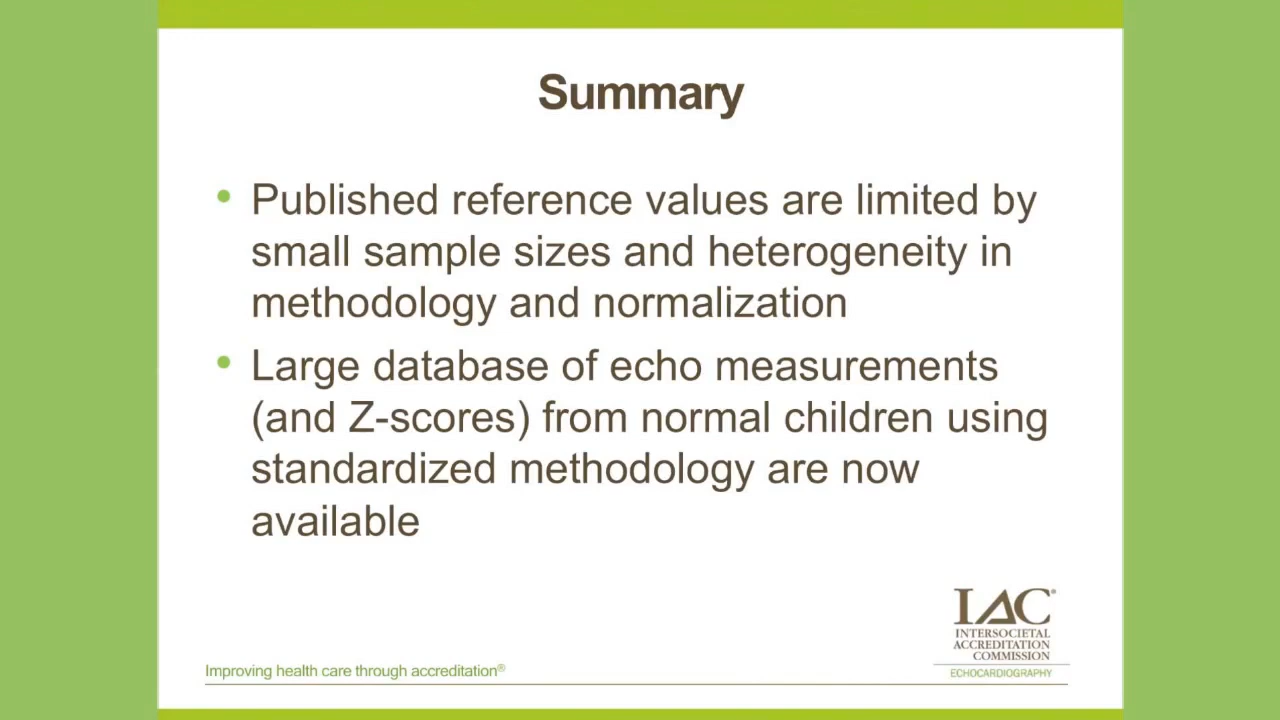 Summary
• Published reference values are limited by
small sample sizes and heterogeneity in
methodology and normalization
• Large database of echo measurements
(and Z-scores) from normal children using
standardized methodology are now
available
IAC®
INTERSOCIETAL
ACCREDITATION
COMMISSION
ECHOCARDIOGRAPHY
Improving health care through accreditation®